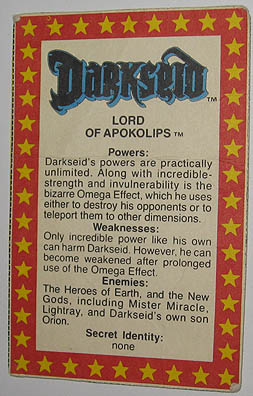 DARKSEID™
LORD
OF APOKOLIPS ™
Powers:
Darkseid's powers are practically
unlimited. Along with incredible-
strength and invulnerability is the
bizarre Omega Effect, which he uses
either to destroy his opponents or to
teleport them to other dimensions.
Weaknesses:
Only incredible power like his own
can harm Darkseid. However, he can
become weakened after prolonged
use of the Omega Effect.
Enemies:
The Heroes of Earth, and the New
Gods, including Mister Miracle,
Lightray, and Darkseid's own son
Orion.
Secret Identity:
none